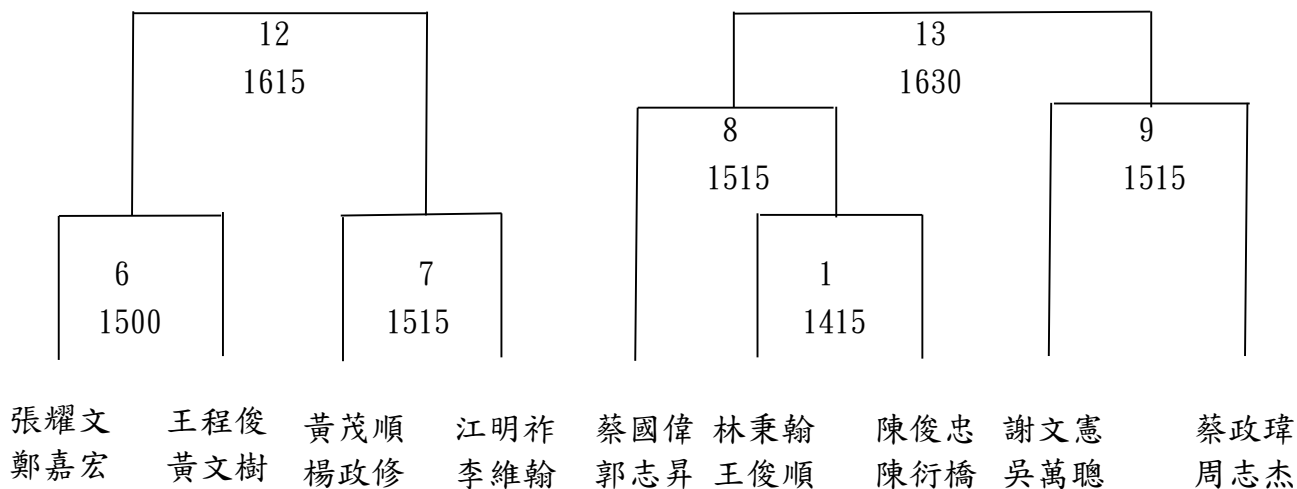 12 13
1615 1630
8 9
1515 1515
6 7 1
1500 1515 1415
張耀文 王程俊 黃茂順 江明祚 蔡國偉 林秉翰 陳俊忠 謝文憲 蔡政瑋
鄭嘉宏 黃文樹 楊政修 李維翰 郭志昇 王俊順 陳衍橋 吳萬聰 周志杰